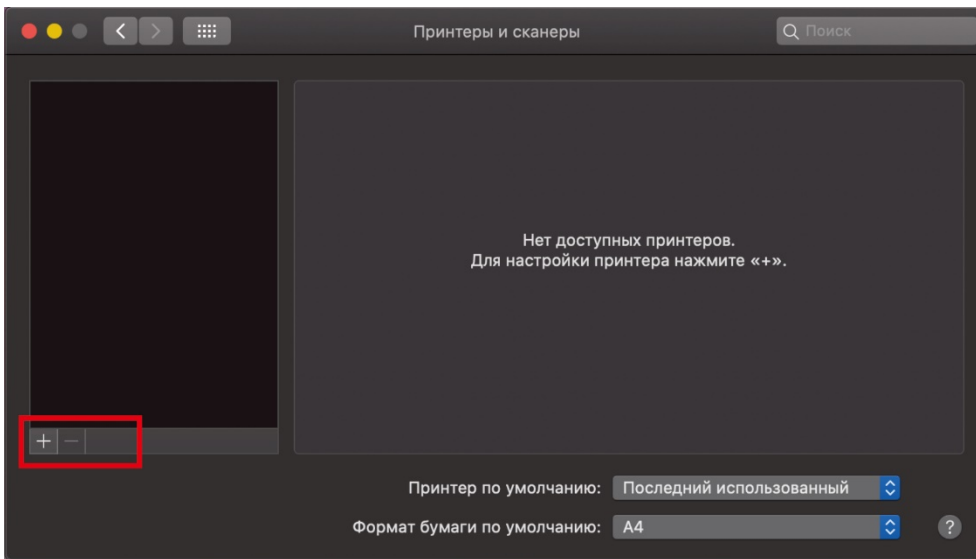 Принтеры и сканеры
Поиск
Нет доступных принтеров.
Для настройки принтера нажмите «+».
+ −
Принтер по умолчанию: Последний использованный
Формат бумаги по умолчанию: A4
?